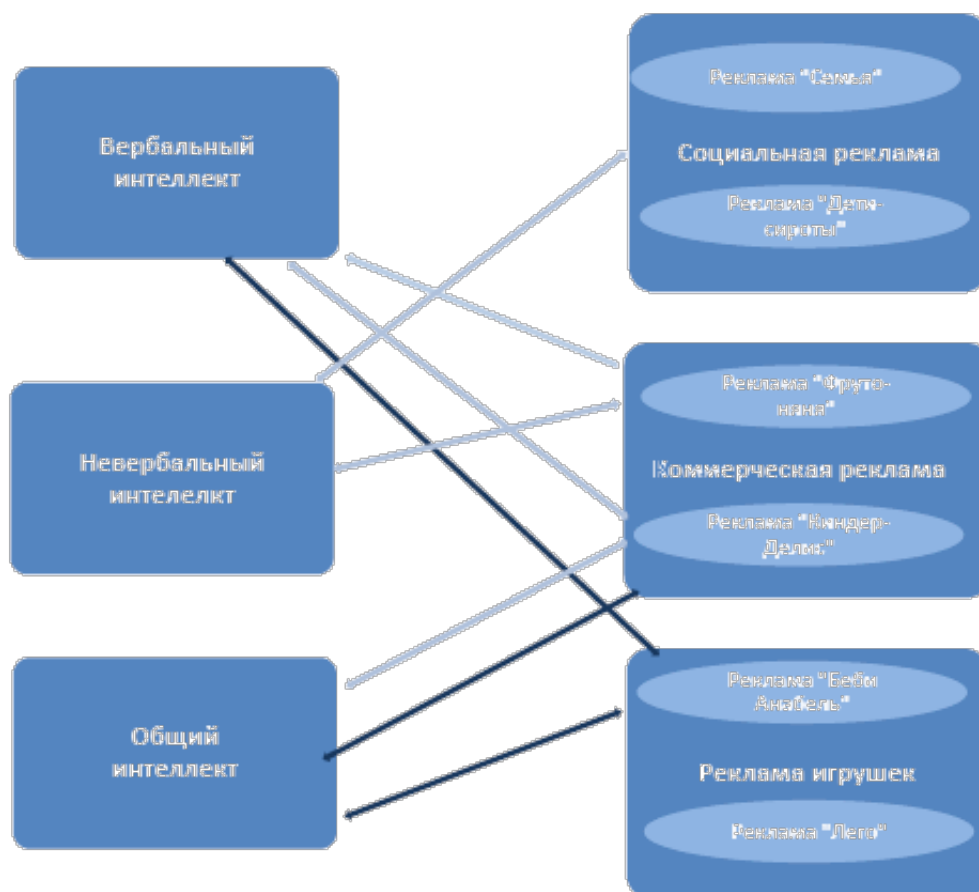 Вербальный
интеллект
Невербальный
интелелкт
Общий
интеллект
Реклама "Семья"
Социальная реклама
Реклама "Дети-
сироты"
Реклама "Фруто-
няня"
Коммерческая реклама
Реклама "Киндер-
Делис"
Реклама "Беби
Анабель"
Реклама игрушек
Реклама "Лего"